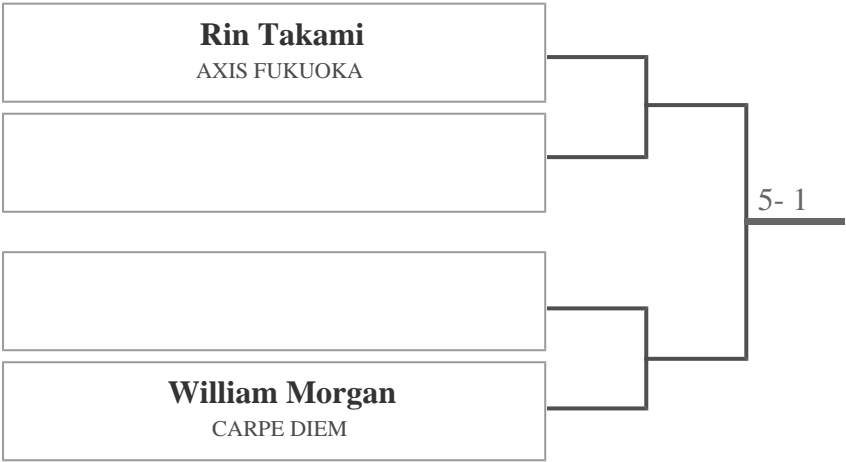 Rin Takami
AXIS FUKUOKA
5- 1
William Morgan
CARPE DIEM